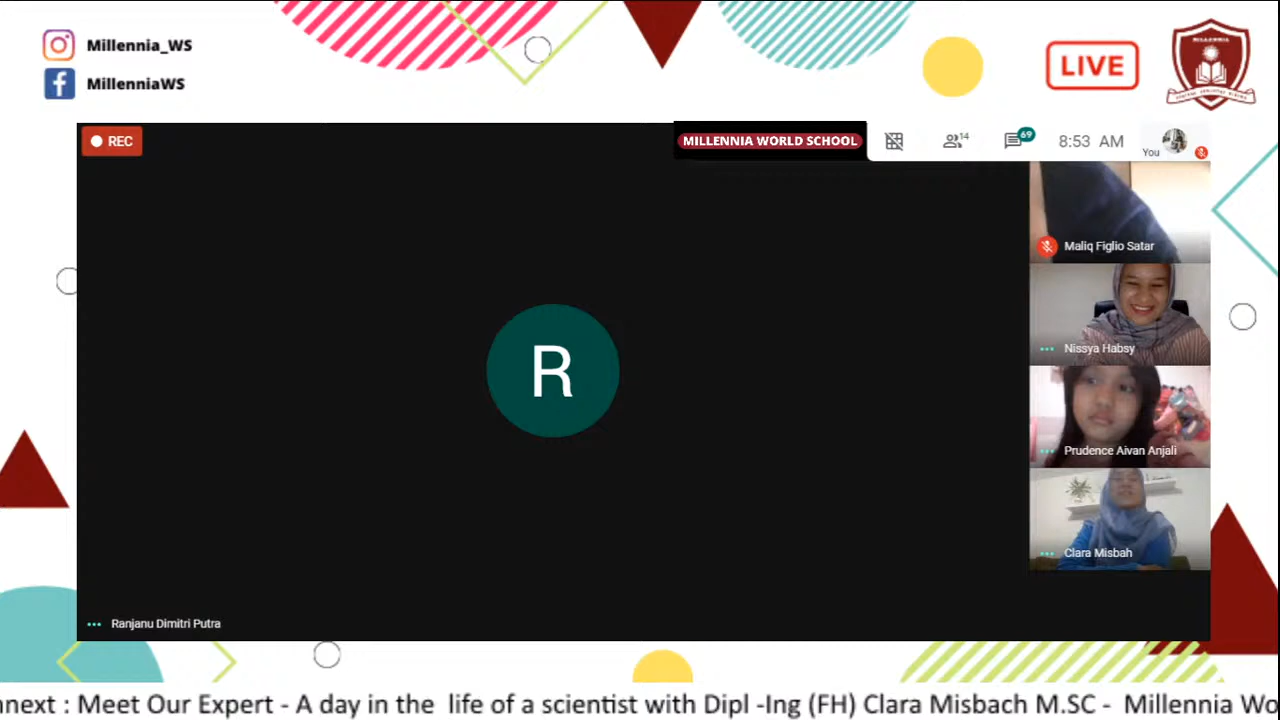 Millennia_WS
MillenniaWS
LIVE
MILLENNIA
REC
MILLENNIA WORLD SCHOOL
14
69
8:53 AM
You
Maliq Figlio Satar
Nissya Habsy
Prudence Aivan Anjali
Clara Misbah
R
Ranjanu Dimitri Putra
nnext : Meet Our Expert - A day in the life of a scientist with Dipl -Ing (FH) Clara Misbach M.SC - Millennia Wo